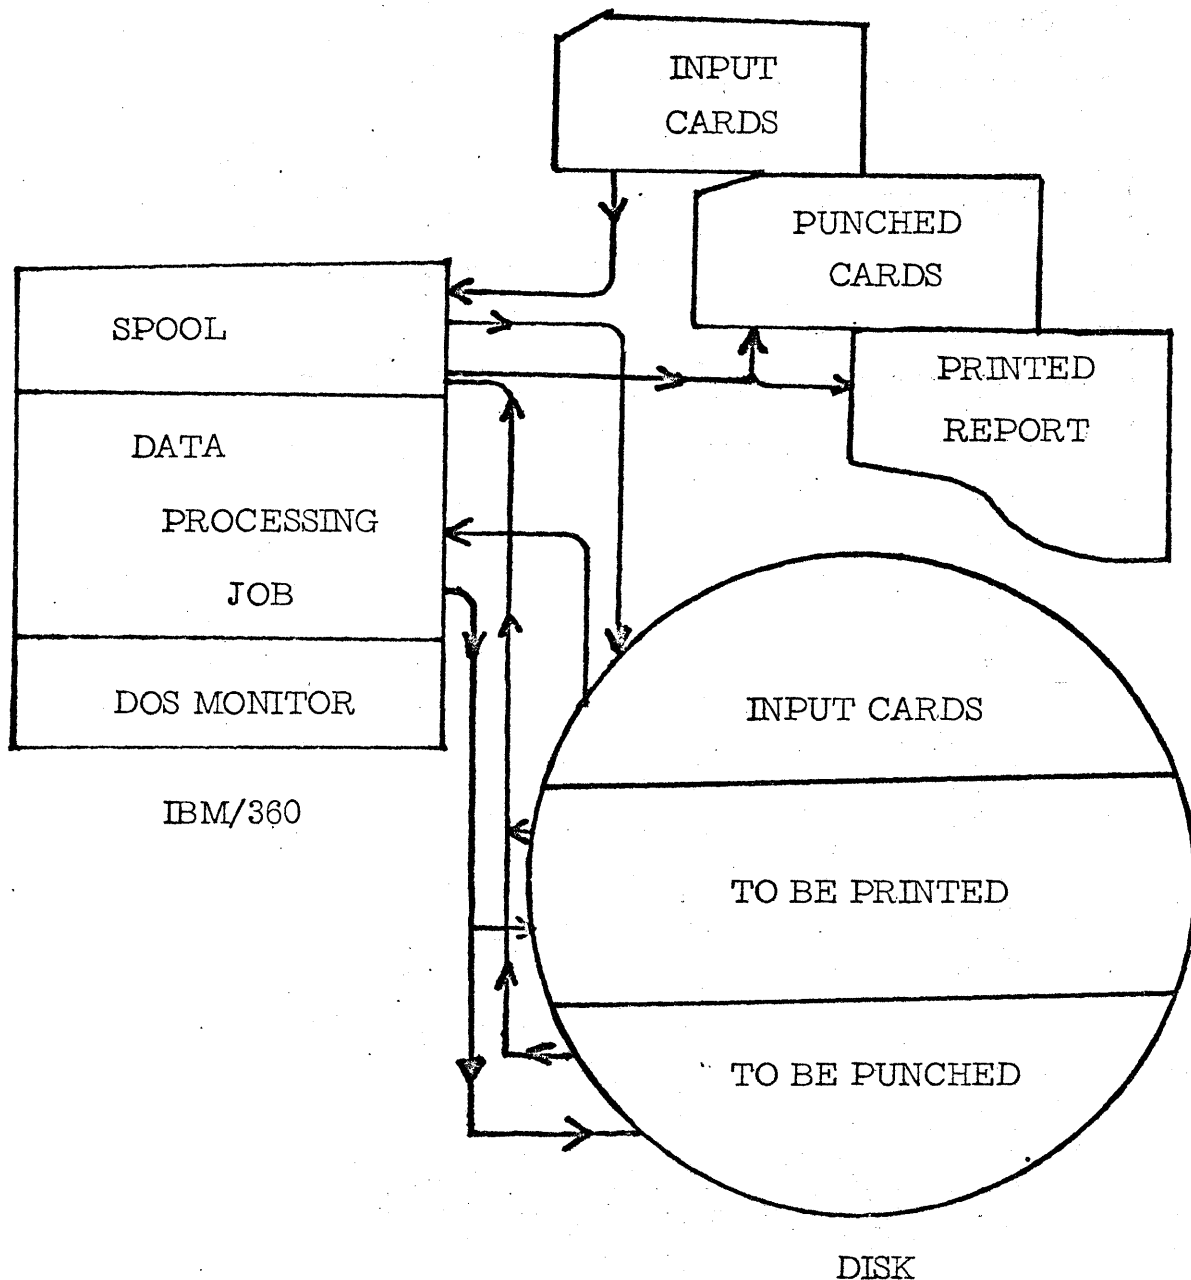 INPUT
CARDS
PUNCHED
CARDS
PRINTED
REPORT
SPOOL
DATA
PROCESSING
JOB
DOS MONITOR
IBM/360
INPUT CARDS
TO BE PRINTED
TO BE PUNCHED
DISK